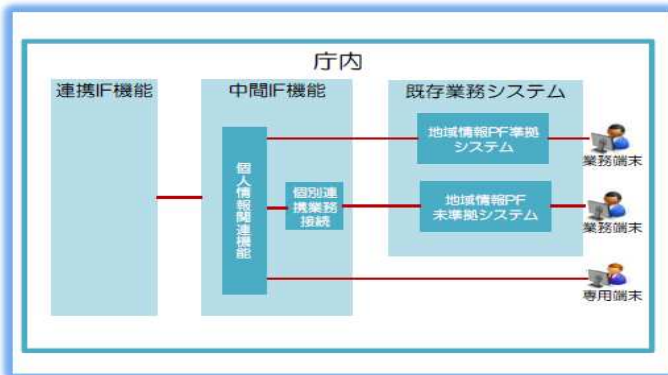 庁内
連携IF機能
中間IF機能
既存業務システム
個人情報関連機能
個別連
携業務
接続
地域情報PF準拠
システム
地域情報PF
未準拠システム
業務端末
業務端末
専用端末